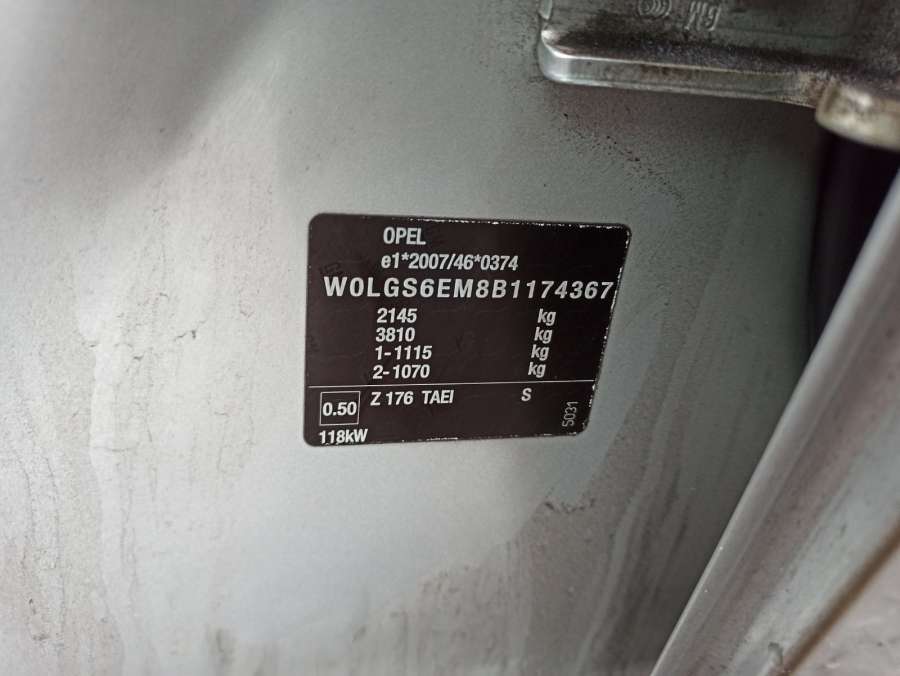 GM
OPEL
e1*2007/46*0374
W0LGS6EM8B1174367
2145 kg
3810 kg
1-1115 kg
2-1070 kg
0.50 Z 176 TAEI S
118kW
5031